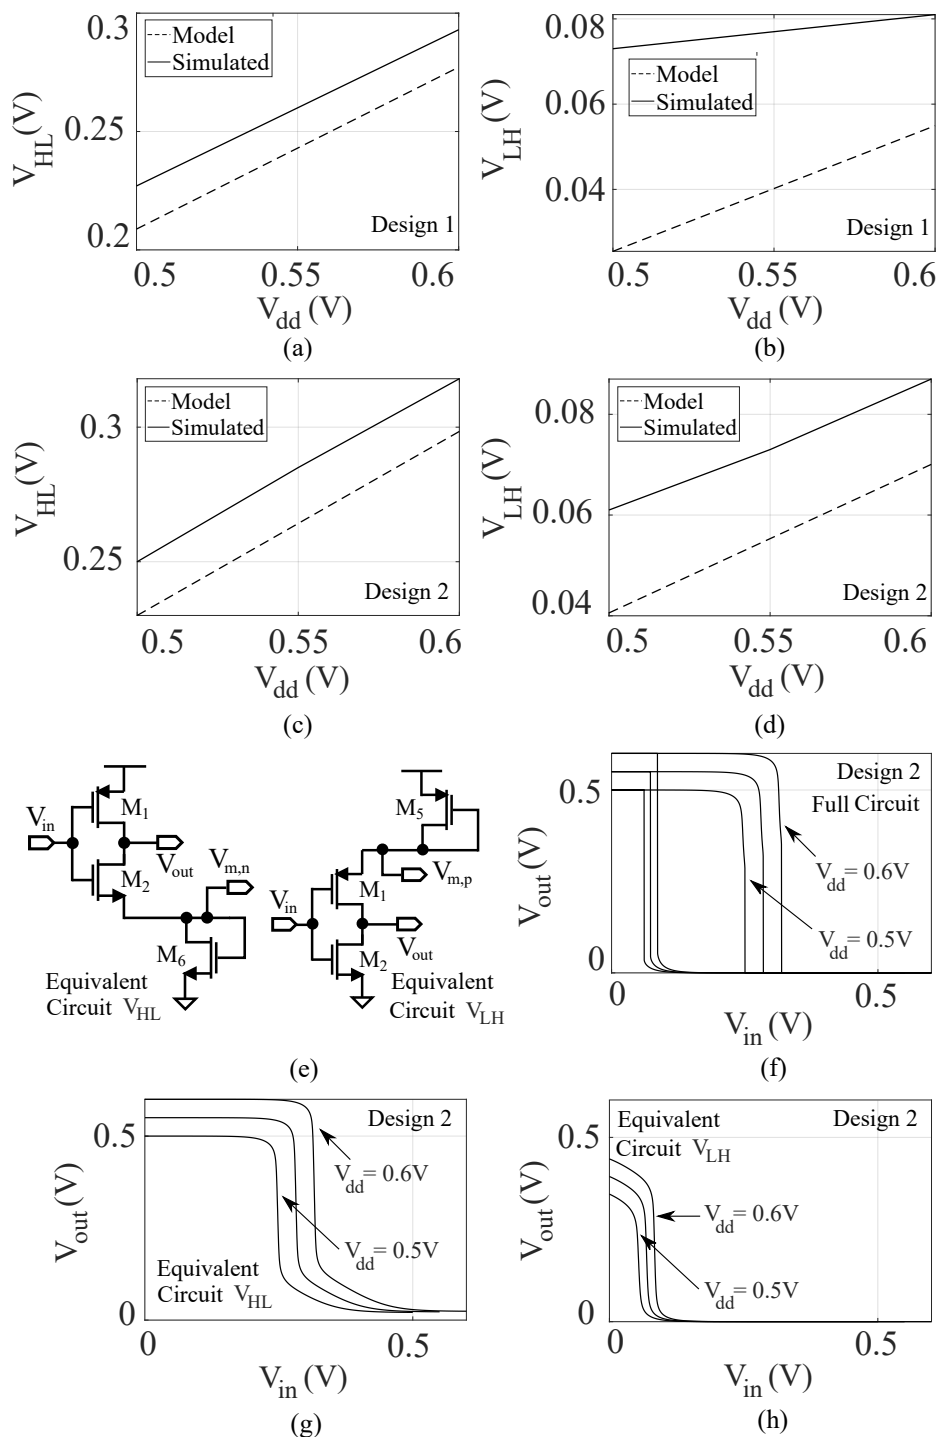 0.3
Model
Simulated
V_HL (V)
0.25
Design 1
0.2
0.5
0.55
0.6
V_dd (V)
(a)
0.08
Model
Simulated
V_LH (V)
0.06
0.04
Design 1
0.5
0.55
0.6
V_dd (V)
(b)
Model
Simulated
0.3
V_HL (V)
0.25
Design 2
0.5
0.55
0.6
V_dd (V)
(c)
Model
Simulated
0.08
V_LH (V)
0.06
0.04
Design 2
0.5
0.55
0.6
V_dd (V)
(d)
M_1
V_in
V_out
M_2
V_m,n
M_6
Equivalent
Circuit V_HL
M_5
V_m,p
M_1
V_in
V_out
M_2
Equivalent
Circuit V_LH
(e)
Design 2
Full Circuit
0.5
V_out (V)
V_dd = 0.6V
V_dd = 0.5V
0
0
0.5
V_in (V)
(f)
Design 2
0.5
V_out (V)
V_dd = 0.6V
V_dd = 0.5V
Equivalent
Circuit V_HL
0
0
0.5
V_in (V)
(g)
Equivalent
Design 2
Circuit V_LH
0.5
V_out (V)
V_dd = 0.6V
V_dd = 0.5V
0
0
0.5
V_in (V)
(h)